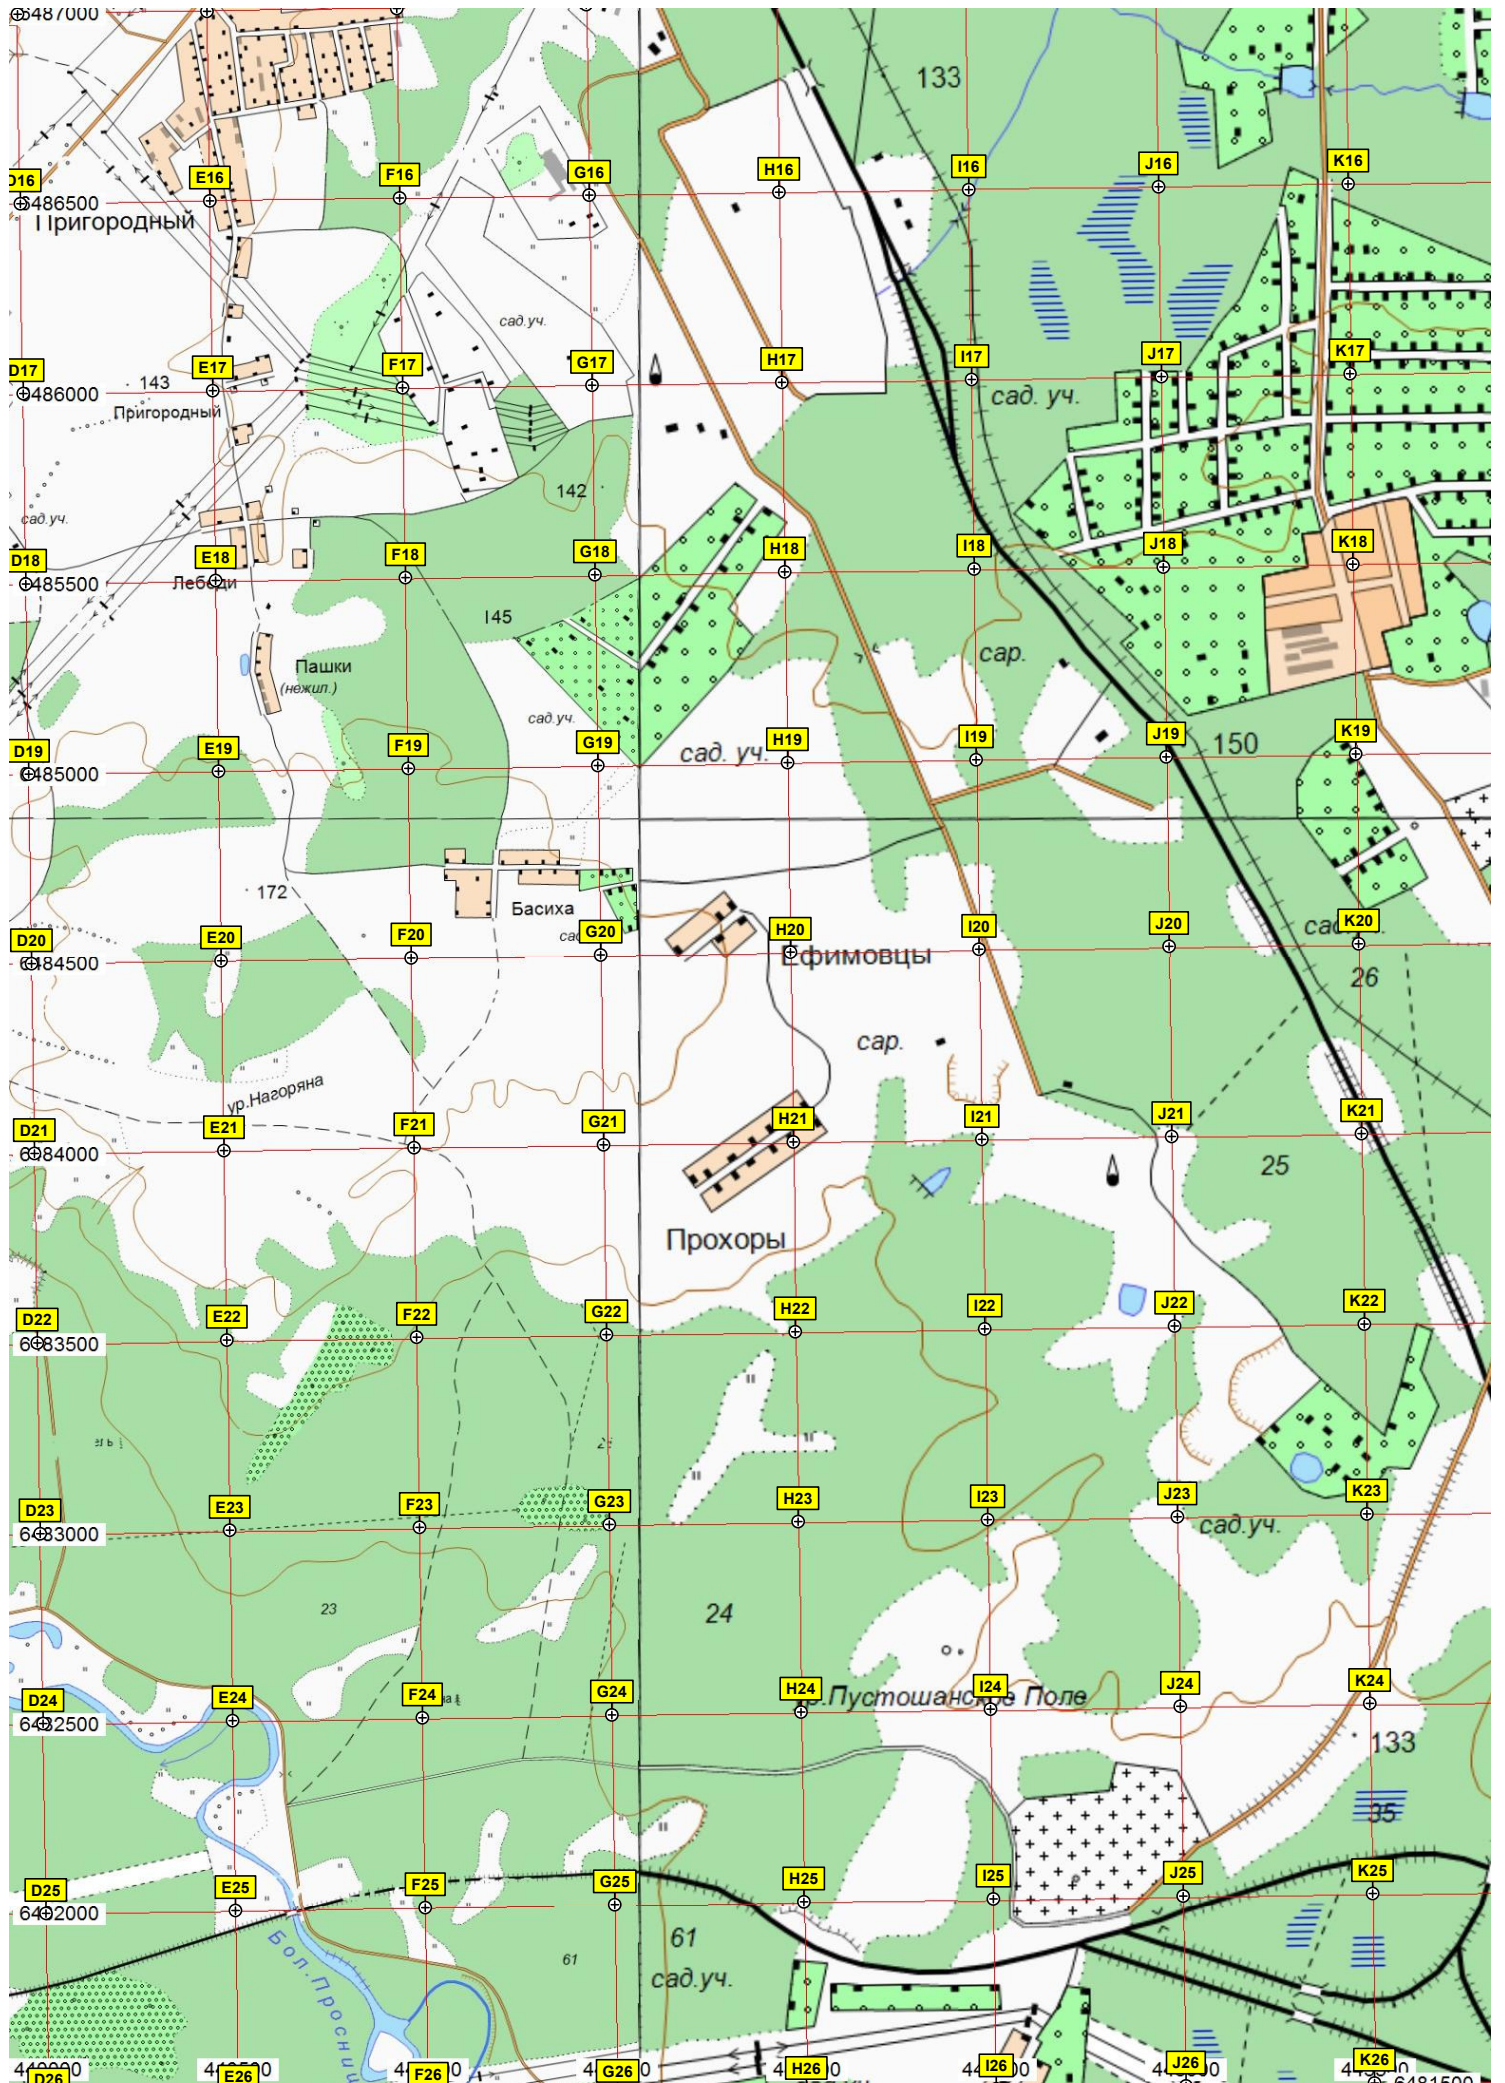 6487000
133
D16 E16 F16 G16 H16 I16 J16 K16
6486500
Пригородный
сад.уч.
D17 E17 F17 G17 H17 I17 J17 K17
143
6486000
сад. уч.
Пригородный
142
сад.уч.
D18 E18 F18 G18 H18 I18 J18 K18
6485500
Лебеди
145
сар.
Пашки
(нежил.)
сад.уч.
D19 E19 F19 G19 H19 I19 J19 K19
150
сад. уч.
6485000
172
Басиха
D20 E20 F20 G20 H20 I20 J20 K20
6484500
Ефимовцы
26
сар.
ур.Нагоряна
D21 E21 F21 G21 H21 I21 J21 K21
6484000
25
Прохоры
D22 E22 F22 G22 H22 I22 J22 K22
6483500
D23 E23 F23 G23 H23 I23 J23 K23
6483000
сад.уч.
23
24
D24 E24 F24 G24 H24 I24 J24 K24
.Пустошанское Поле
6482500
133
35
D25 E25 F25 G25 H25 I25 J25 K25
6482000
Бол.Просниц
61
61
сад.уч.
D26 E26 F26 G26 H26 I26 J26 K26
6481500